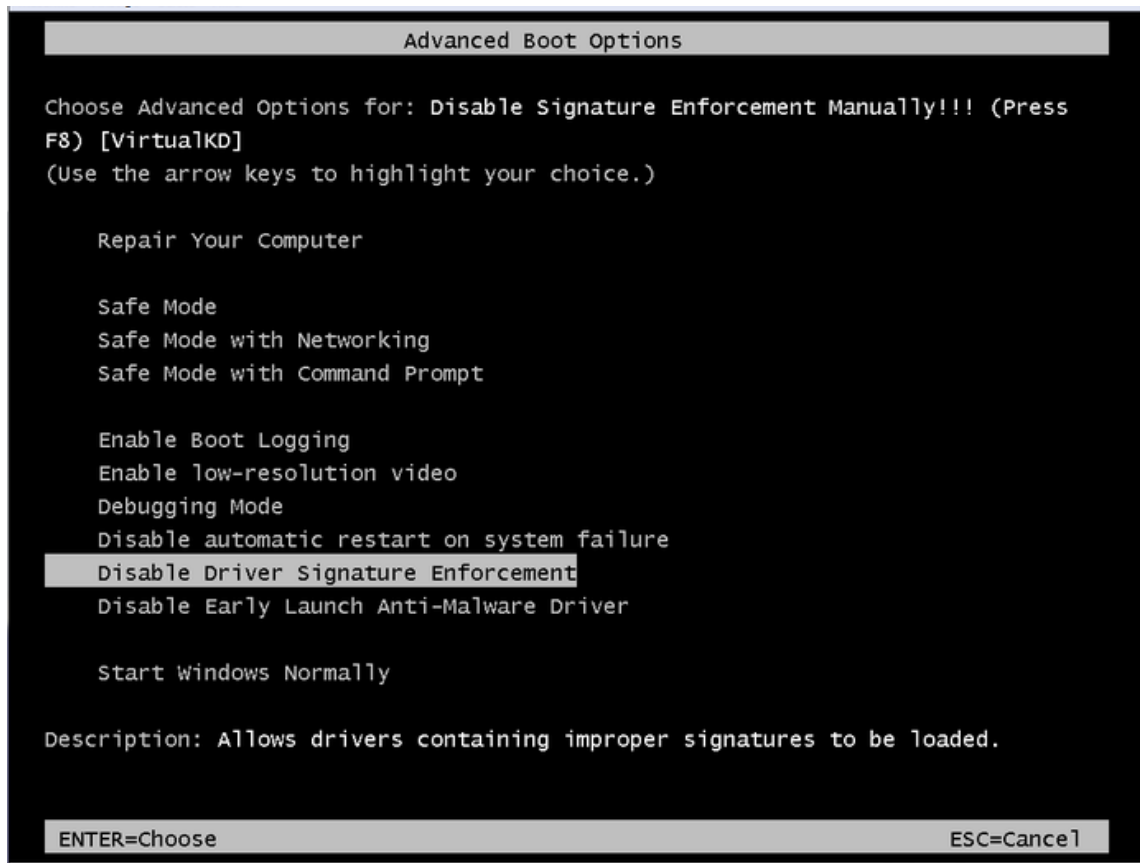 Advanced Boot Options
Choose Advanced Options for: Disable Signature Enforcement Manually!!! (Press
F8) [VirtualKD]
(Use the arrow keys to highlight your choice.)
Repair Your Computer
Safe Mode
Safe Mode with Networking
Safe Mode with Command Prompt
Enable Boot Logging
Enable low-resolution video
Debugging Mode
Disable automatic restart on system failure
Disable Driver Signature Enforcement
Disable Early Launch Anti-Malware Driver
Start Windows Normally
Description: Allows drivers containing improper signatures to be loaded.
ENTER=Choose ESC=Cancel